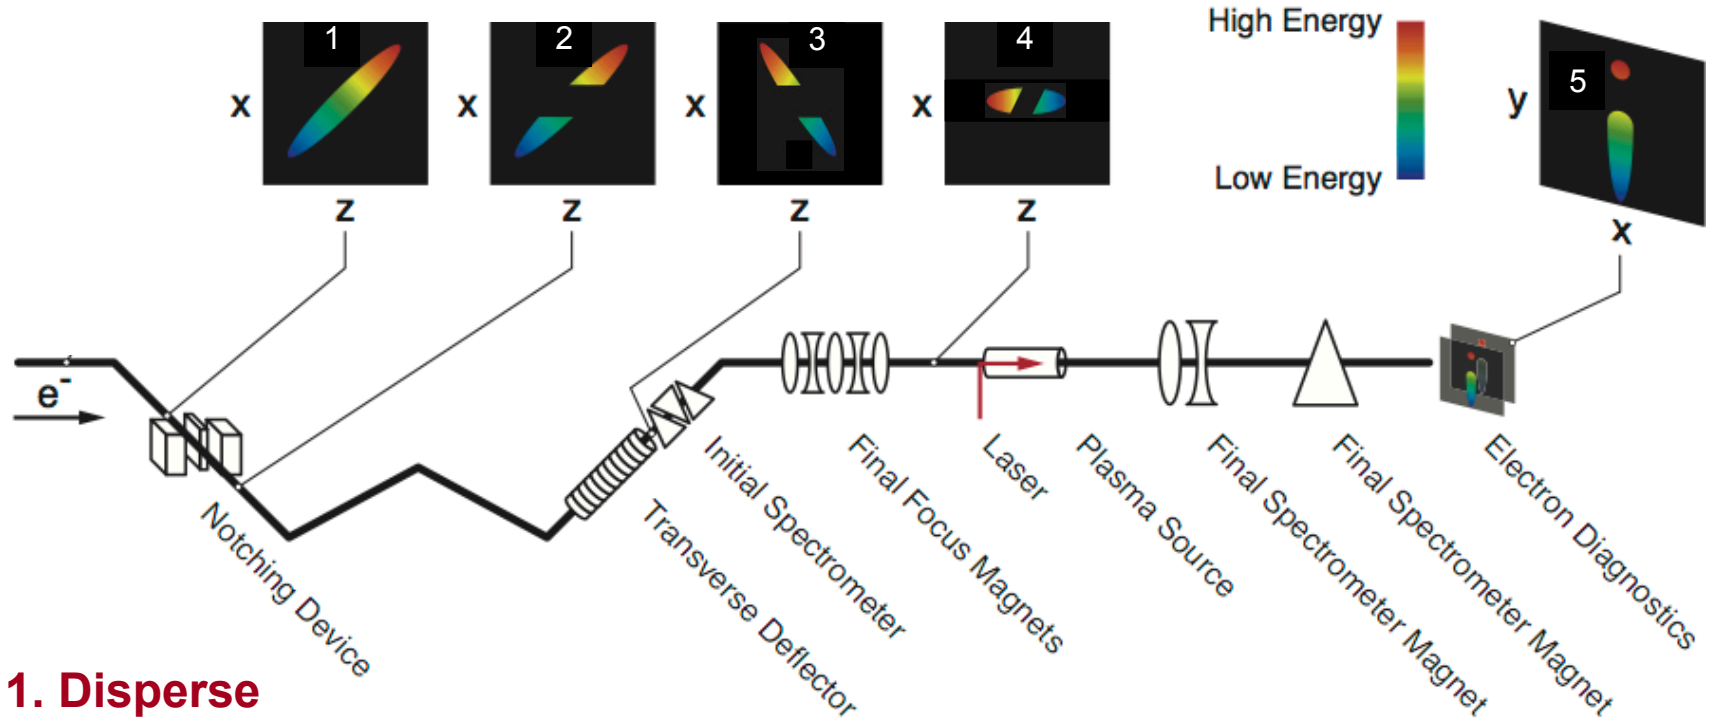 1
2
3
4
5
High Energy
Low Energy
x
z
x
z
x
z
x
z
y
x
e-
Notching Device
Transverse Deflector
Initial Spectrometer
Final Focus Magnets
Laser
Plasma Source
Final Spectrometer Magnet
Final Spectrometer Magnet
Electron Diagnostics
1. Disperse